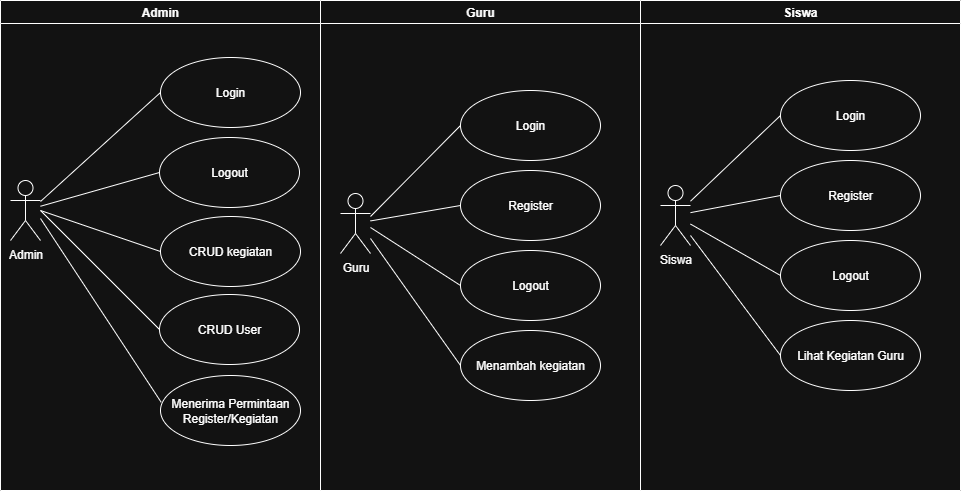 Admin
Guru
Siswa
Login
Logout
CRUD kegiatan
CRUD User
Menerima Permintaan
Register/Kegiatan
Admin
Login
Register
Logout
Menambah kegiatan
Guru
Login
Register
Logout
Lihat Kegiatan Guru
Siswa